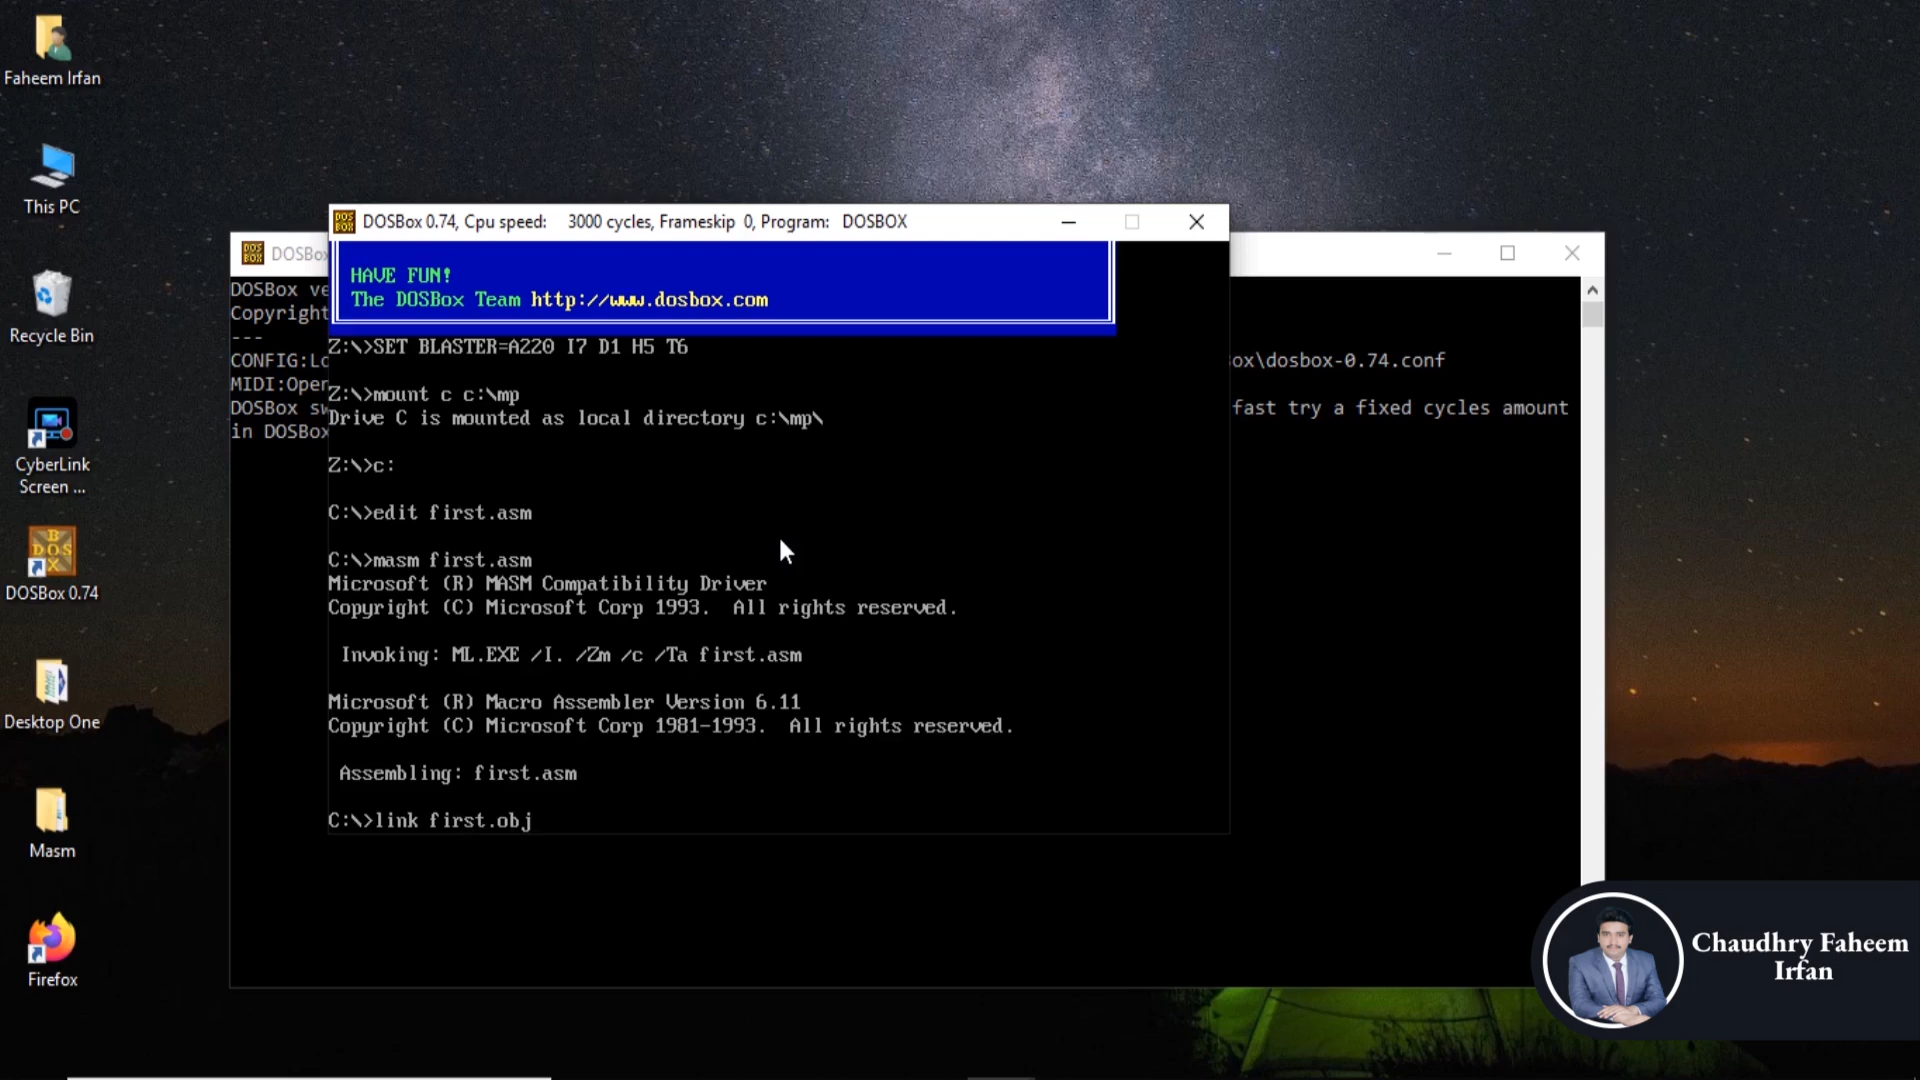 Faheem Irfan
This PC
Recycle Bin
CyberLink
Screen ...
DOSBox 0.74
Desktop One
Masm
Firefox
DOSBox 0.74, Cpu speed: 3000 cycles, Frameskip 0, Program: DOSBOX
HAVE FUN!
The DOSBox Team http://www.dosbox.com
Z:\>SET BLASTER=A220 I7 D1 H5 T6
Z:\>mount c c:\mp
Drive C is mounted as local directory c:\mp\
Z:\>c:
C:\>edit first.asm
C:\>masm first.asm
Microsoft (R) MASM Compatibility Driver
Copyright (C) Microsoft Corp 1993. All rights reserved.
Invoking: ML.EXE /I. /Zm /c /Ta first.asm
Microsoft (R) Macro Assembler Version 6.11
Copyright (C) Microsoft Corp 1981-1993. All rights reserved.
Assembling: first.asm
C:\>link first.obj
DOSBox
DOSBox ve
Copyright
---
CONFIG:Lo
ox\dosbox-0.74.conf
MIDI:Open
DOSBox sw
fast try a fixed cycles amount
in DOSBox
Chaudhry Faheem
Irfan